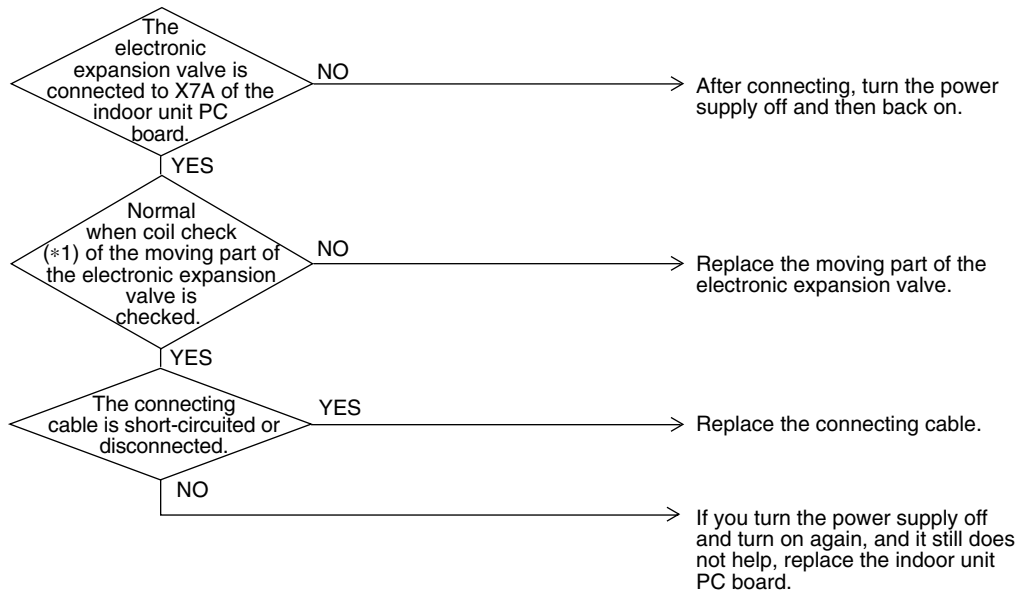 The
electronic
expansion valve is
connected to X7A of the
indoor unit PC
board.
NO
After connecting, turn the power
supply off and then back on.
YES
Normal
when coil check
(*1) of the moving part of
the electronic expansion
valve is
checked.
NO
Replace the moving part of the
electronic expansion valve.
YES
The connecting
cable is short-circuited or
disconnected.
YES
Replace the connecting cable.
NO
If you turn the power supply off
and turn on again, and it still does
not help, replace the indoor unit
PC board.